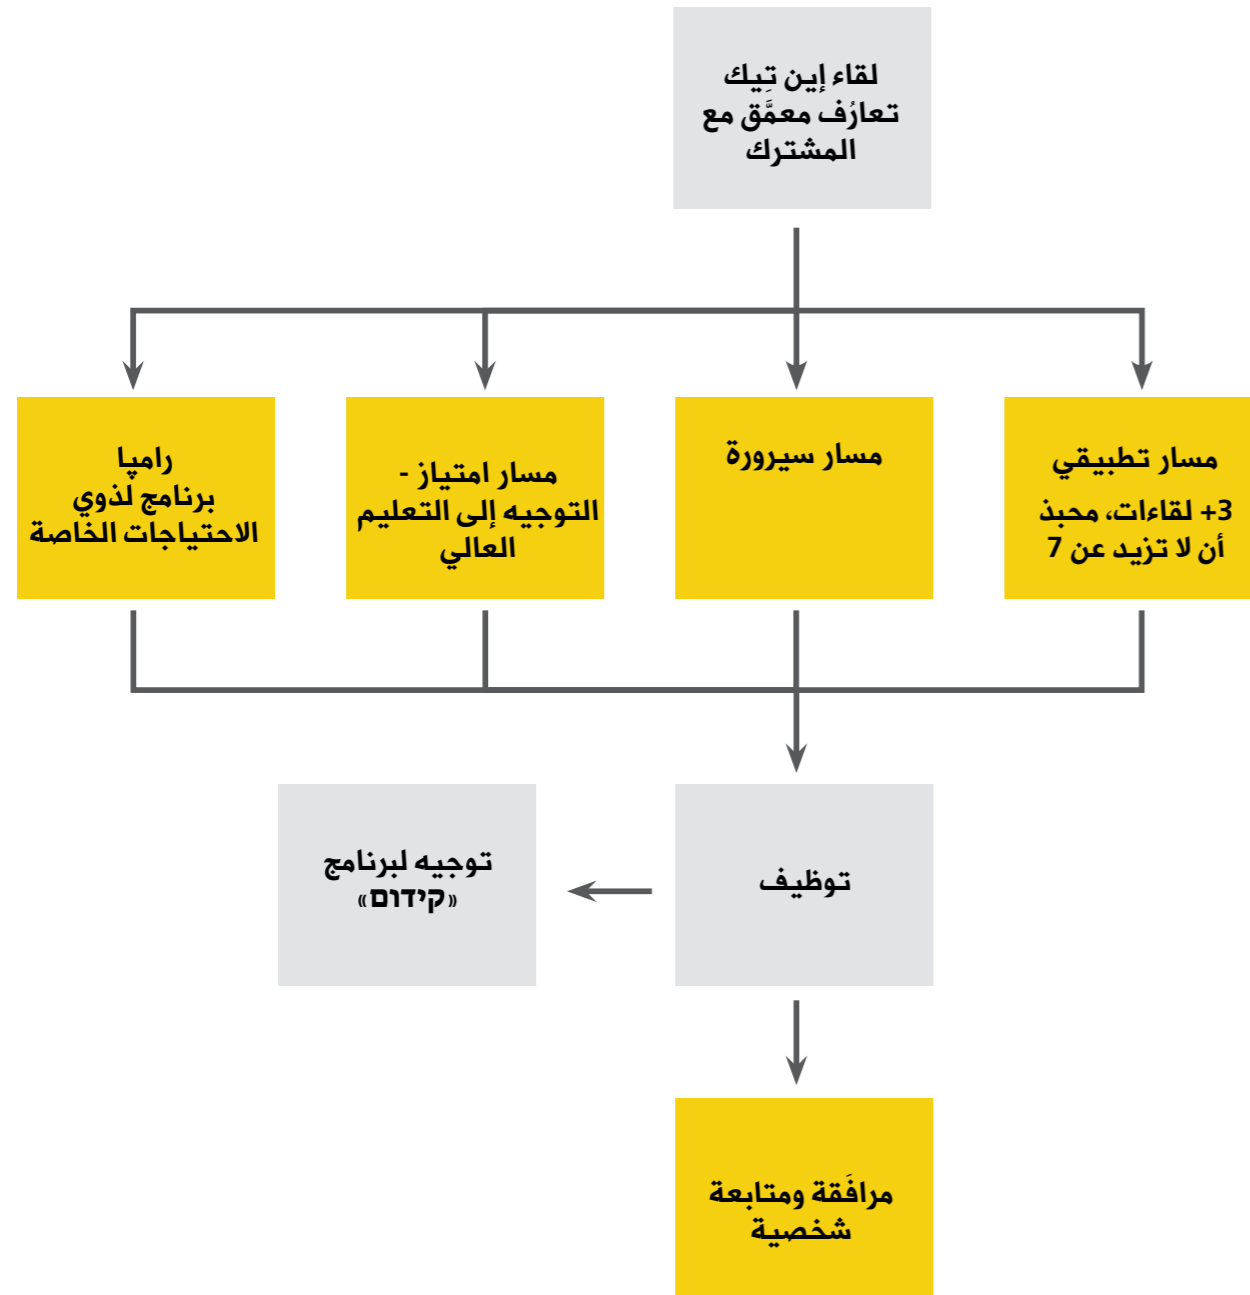 لقاء إين تِيك
تعارُف معمَّق مع
المشترك
مسار تطبيقي
+3 لقاءات، محبذ
أن لا تزيد عن 7
مسار سيرورة
مسار امتياز -
التوجيه إلى التعليم
العالي
رامپا
برنامج لذوي
الاحتياجات الخاصة
توظيف
توجيه لبرنامج
«קידום»
مرافَقة ومتابعة
شخصية